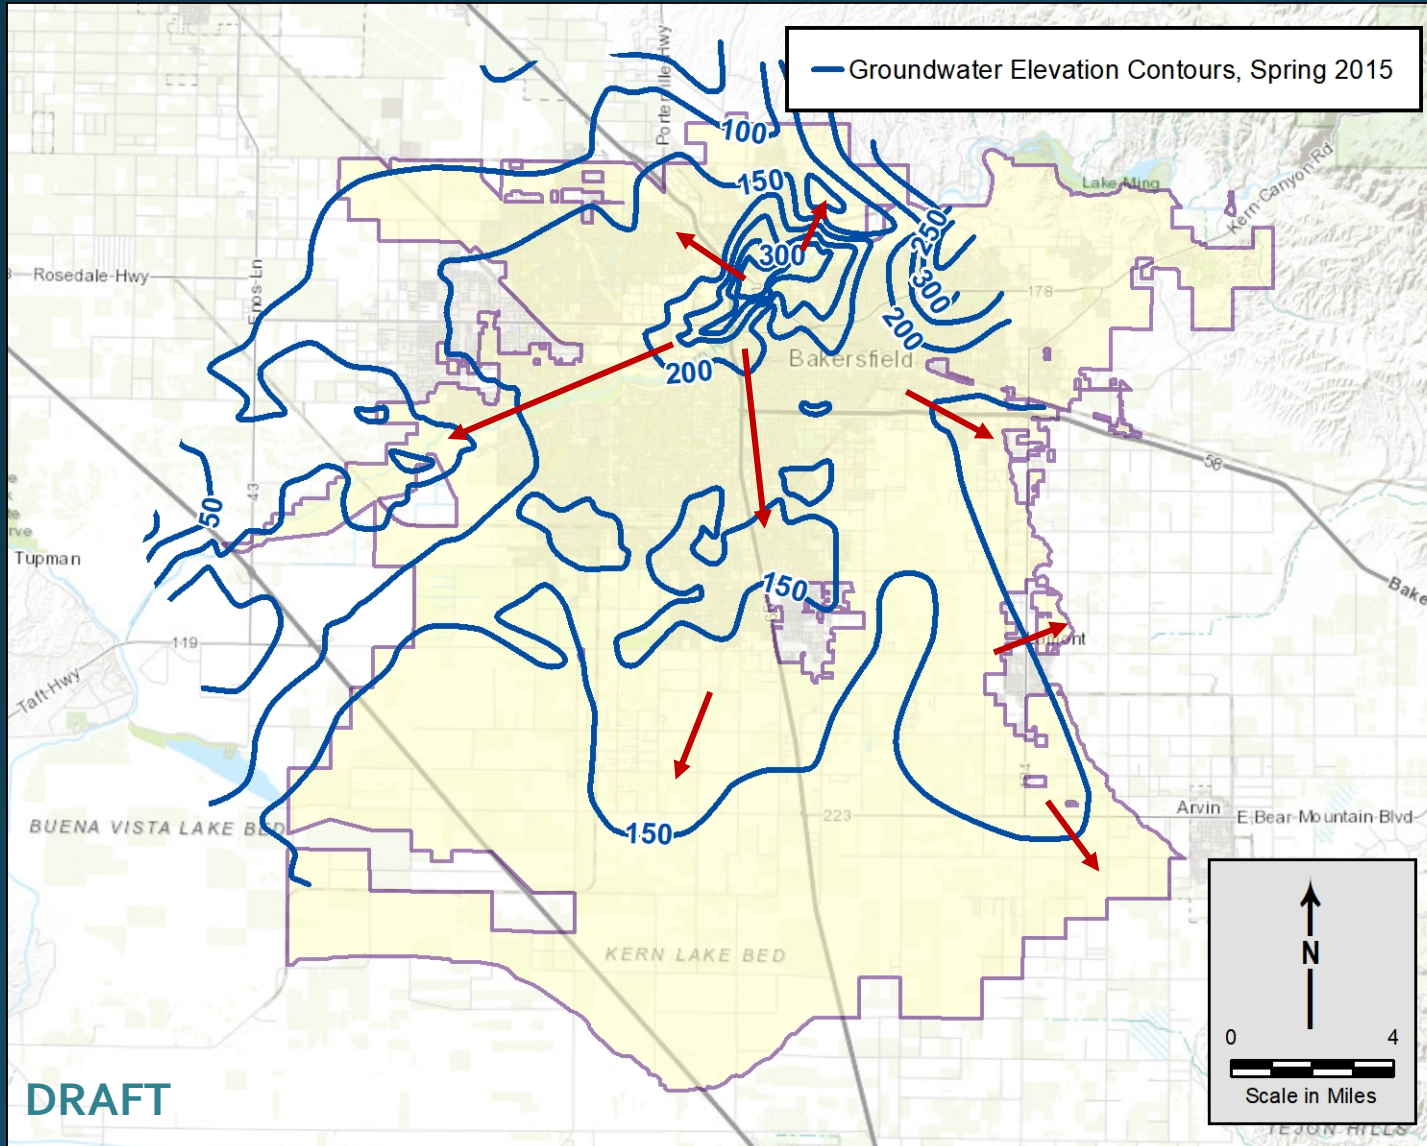 Groundwater Elevation Contours, Spring 2015
Porterville-Hwy
100
150
Lake Ming
Kern-Canyon-Rd
250
300
Rosedale-Hwy
Enos-Ln
300
178
200
Bakersfield
200
58
43
50
Tupman
150
119
Taft-Hwy
Arvin
223
E Bear-Mountain-Blvd
BUENA VISTA LAKE BED
150
KERN LAKE BED
N
0 4
Scale in Miles
DRAFT
TEJON HILLS